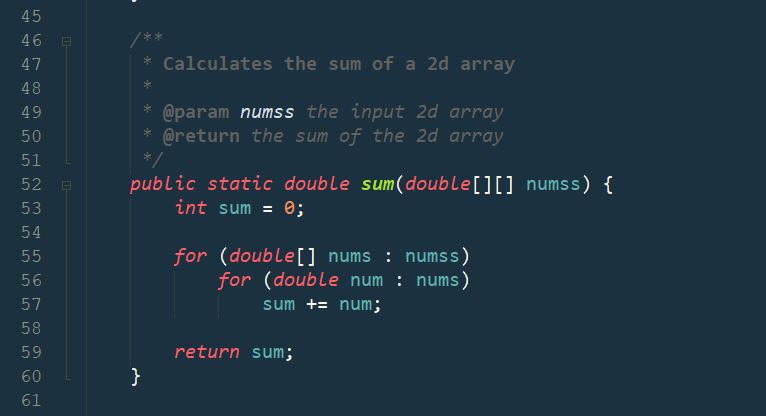 45
46 /**
47 * Calculates the sum of a 2d array
48 *
49 * @param numss the input 2d array
50 * @return the sum of the 2d array
51 */
52 public static double sum(double[][] numss) {
53 int sum = 0;
54
55 for (double[] nums : numss)
56 for (double num : nums)
57 sum += num;
58
59 return sum;
60 }
61